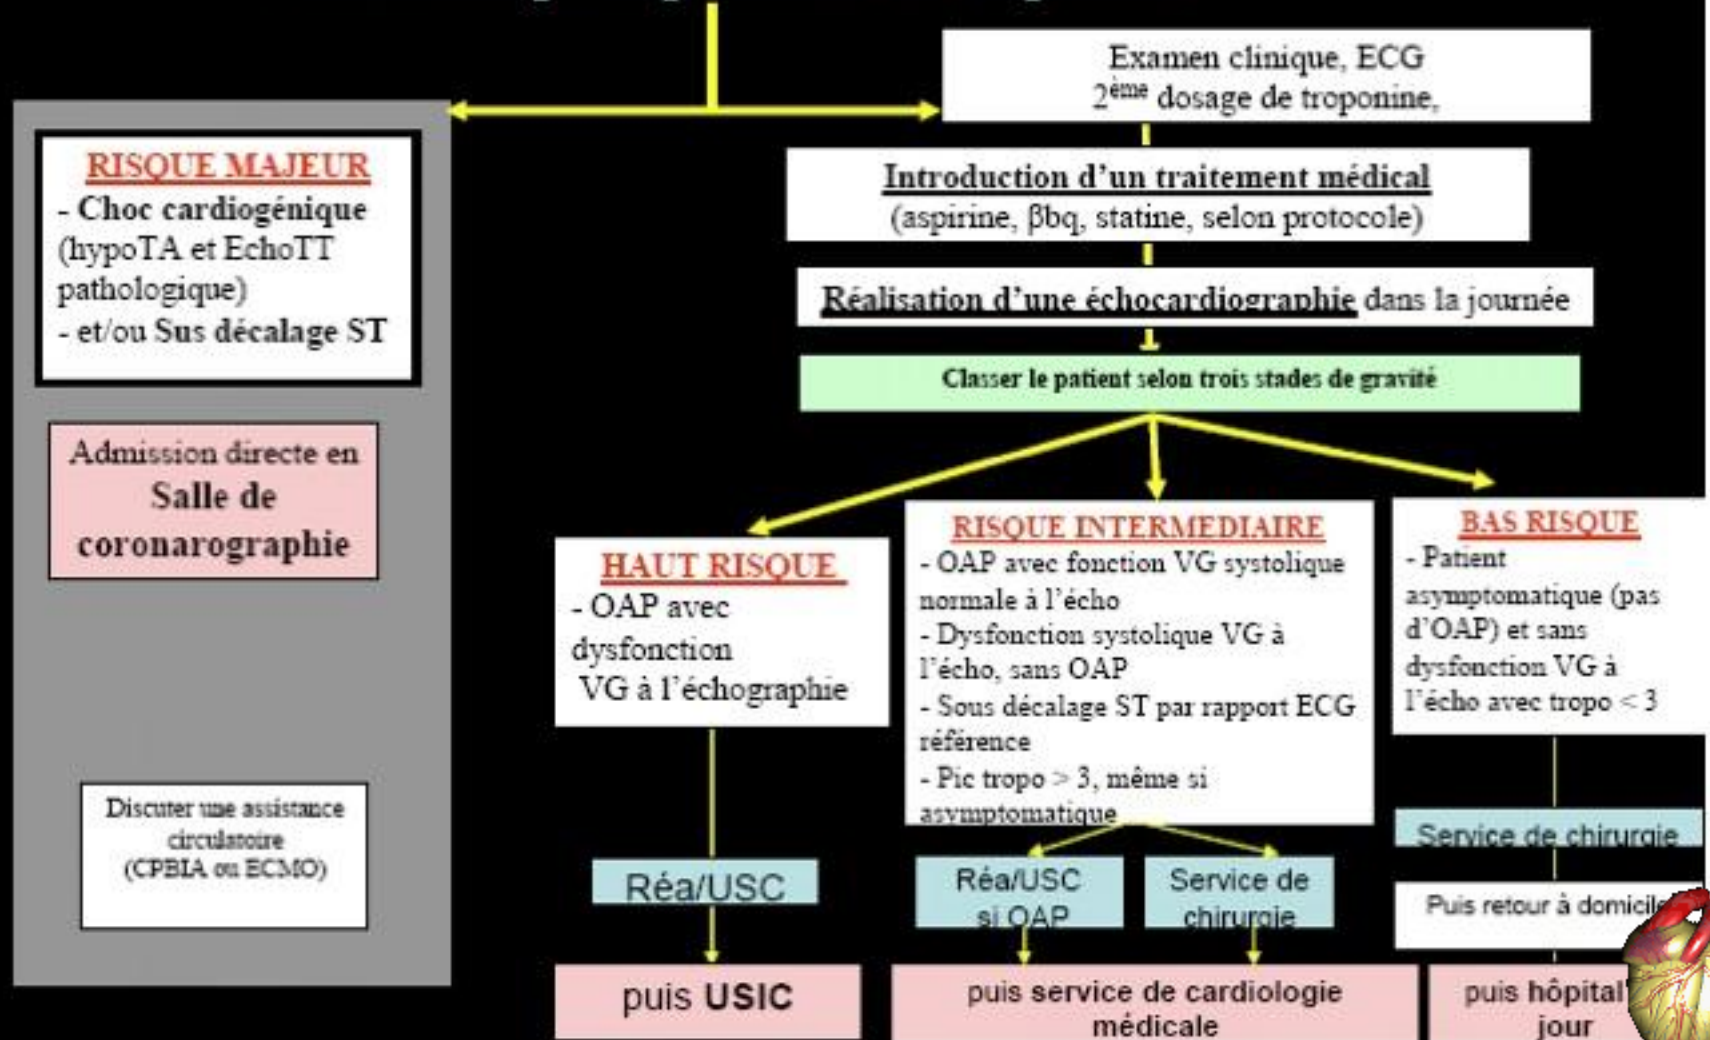 Examen clinique, ECG
2ème dosage de troponine,
RISQUE MAJEUR
- Choc cardiogénique
(hypoTA et EchoTT
pathologique)
- et/ou Sus décalage ST
Admission directe en
Salle de
coronarographie
Discuter une assistance
circulatoire
(CPBIA ou ECMO)
Introduction d'un traitement médical
(aspirine, βbq, statine, selon protocole)
Réalisation d'une échocardiographie dans la journée
Classer le patient selon trois stades de gravité
HAUT RISQUE
- OAP avec
dysfonction
VG à l'échographie
Réa/USC
puis USIC
RISQUE INTERMEDIAIRE
- OAP avec fonction VG systolique
normale à l'écho
- Dysfonction systolique VG à
l'écho, sans OAP
- Sous décalage ST par rapport ECG
référence
- Pic tropo > 3, même si
asymptomatique
Réa/USC
si OAP
Service de
chirurgie
puis service de cardiologie
médicale
BAS RISQUE
- Patient
asymptomatique (pas
d'OAP) et sans
dysfonction VG à
l'écho avec tropo < 3
Service de chirurgie
Puis retour à domicile
puis hôpital
jour